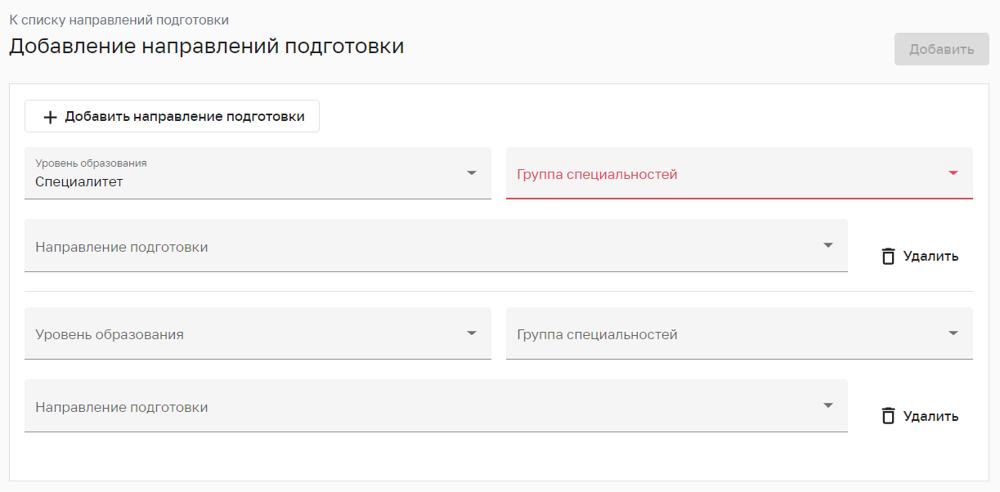 К списку направлений подготовки
Добавление направлений подготовки
Добавить
Добавить направление подготовки
Уровень образования
Специалитет
Группа специальностей
Направление подготовки
Удалить
Уровень образования
Группа специальностей
Направление подготовки
Удалить